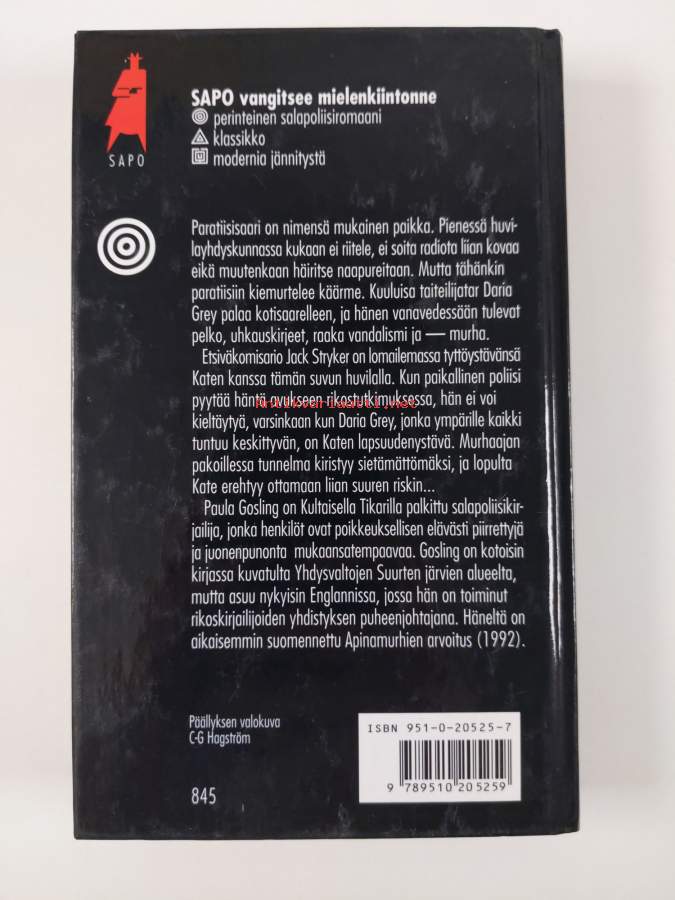 SAPO
SAPO vangitsee mielenkiintonne
perinteinen salapoliisiromaani
klassikko
modernia jännitystä
Paratiisisaari on nimensä mukainen paikka. Pienessä huvi-
layhdyskunnassa kukaan ei riitele, ei soita radiota liian kovaa
eikä muutenkaan häiritse naapureitaan. Mutta tähänkin
paratiisiin kiemurtelee käärme. Kuuluisa taiteilijatar Daria
Grey palaa kotisaarelleen, ja hänen vanavedessään tulevat
pelko, uhkauskirjeet, raaka vandalismi ja — murha.
Etsiväkomisario Jack Stryker on lomailemassa tyttöystävänsä
Katen kanssa tämän suvun huvilalla. Kun paikallinen poliisi
pyytää häntä avukseen rikostutkimuksessa, hän ei voi
Antikvariaatti.net
kieltäytyä, varsinkaan kun Daria Grey, jonka ympärille kaikki
tuntuu keskittyvän, on Katen lapsuudenystävä. Murhaajan
pakoillessa tunnelma kiristyy sietämättömäksi, ja lopulta
Kate erehtyy ottamaan liian suuren riskin...
Paula Gosling on Kultaisella Tikarilla palkittu salapoliisikir-
jailija, jonka henkilöt ovat poikkeuksellisen elävästi piirrettyjä
ja juonenpunonta mukaansatempaavaa. Gosling on kotoisin
kirjassa kuvatulta Yhdysvaltojen Suurten järvien alueelta,
mutta asuu nykyisin Englannissa, jossa hän on toiminut
rikoskirjailijoiden yhdistyksen puheenjohtajana. Häneltä on
aikaisemmin suomennettu Apinamurhien arvoitus (1992).
Päällyksen valokuva
C-G Hagström
845
ISBN 951-0-20525-7
9 789510 205259